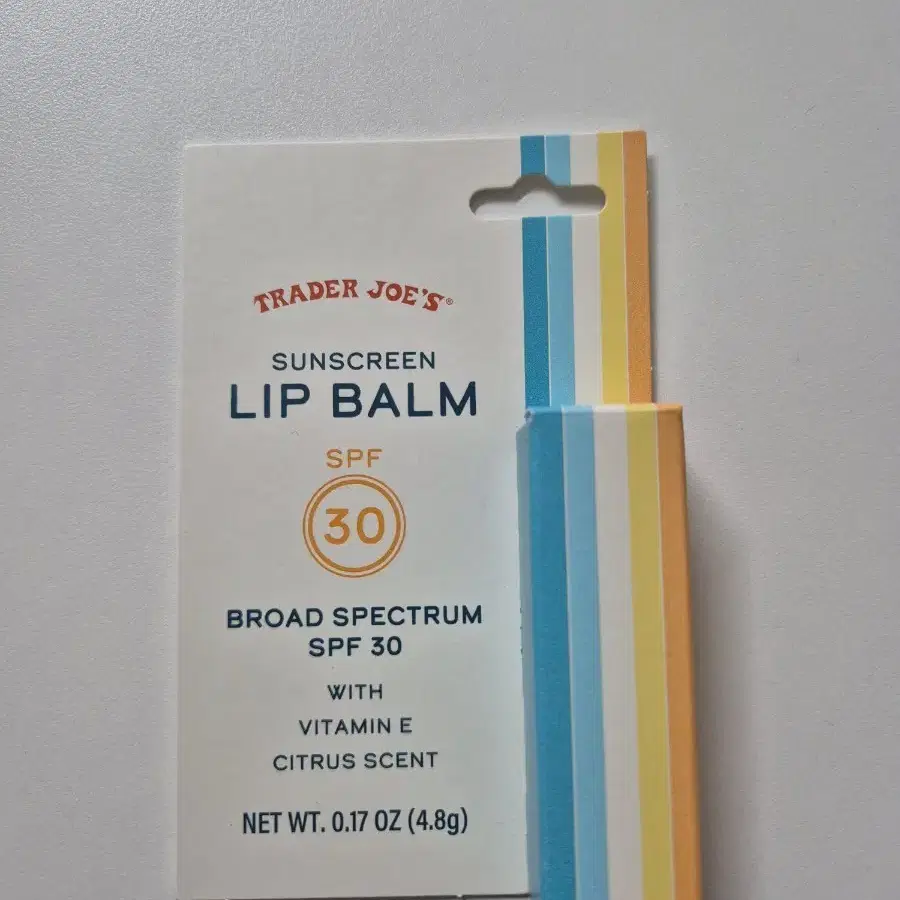 TRADER JOE'S®
SUNSCREEN
LIP BALM
SPF
30
BROAD SPECTRUM
SPF 30
WITH
VITAMIN E
CITRUS SCENT
NET WT. 0.17 OZ (4.8g)